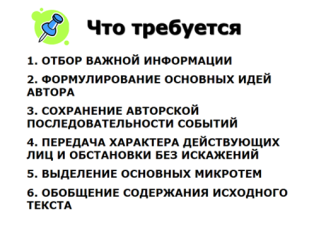 Что требуется
1. ОТБОР ВАЖНОЙ ИНФОРМАЦИИ
2. ФОРМУЛИРОВАНИЕ ОСНОВНЫХ ИДЕЙ
АВТОРА
3. СОХРАНЕНИЕ АВТОРСКОЙ
ПОСЛЕДОВАТЕЛЬНОСТИ СОБЫТИЙ
4. ПЕРЕДАЧА ХАРАКТЕРА ДЕЙСТВУЮЩИХ
ЛИЦ И ОБСТАНОВКИ БЕЗ ИСКАЖЕНИЙ
5. ВЫДЕЛЕНИЕ ОСНОВНЫХ МИКРОТЕМ
6. ОБОБЩЕНИЕ СОДЕРЖАНИЯ ИСХОДНОГО
ТЕКСТА